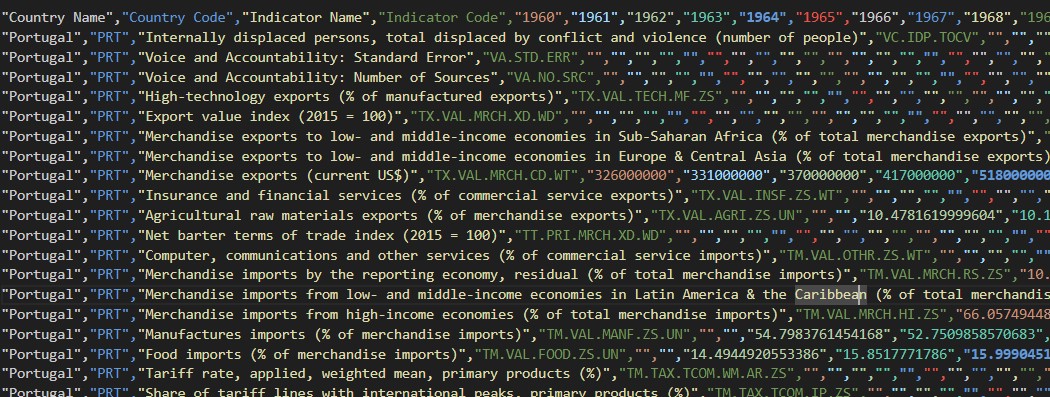 "Country Name","Country Code","Indicator Name","Indicator Code","1960","1961","1962","1963","1964","1965","1966","1967","1968","196
"Portugal","PRT","Internally displaced persons, total displaced by conflict and violence (number of people)","VC.IDP.TOCV","","",""
"Portugal","PRT","Voice and Accountability: Standard Error","VA.STD.ERR","","","","","","","","","","","","","","","","
"Portugal","PRT","Voice and Accountability: Number of Sources","VA.NO.SRC","","","","","","","","","","","","","","","
"Portugal","PRT","High-technology exports (% of manufactured exports)","TX.VAL.TECH.MF.ZS","","","","","","","","","","
"Portugal","PRT","Export value index (2015 = 100)","TX.VAL.MRCH.XD.WD","","","","","","","","","","","","","","","","
"Portugal","PRT","Merchandise exports to low- and middle-income economies in Sub-Saharan Africa (% of total merchandise exports)","
"Portugal","PRT","Merchandise exports to low- and middle-income economies in Europe & Central Asia (% of total merchandise exports)
"Portugal","PRT","Merchandise exports (current US$)","TX.VAL.MRCH.CD.WT","326000000","331000000","370000000","417000000","518000000
"Portugal","PRT","Insurance and financial services (% of commercial service exports)","TX.VAL.INSF.ZS.WT","","","","","","","
"Portugal","PRT","Agricultural raw materials exports (% of merchandise exports)","TX.VAL.AGRI.ZS.UN","","","10.4781619999604","10.1
"Portugal","PRT","Net barter terms of trade index (2015 = 100)","TT.PRI.MRCH.XD.WD","","","","","","","","","","","","","
"Portugal","PRT","Computer, communications and other services (% of commercial service imports)","TM.VAL.OTHR.ZS.WT","","","","
"Portugal","PRT","Merchandise imports by the reporting economy, residual (% of total merchandise imports)","TM.VAL.MRCH.RS.ZS","10.
"Portugal","PRT","Merchandise imports from low- and middle-income economies in Latin America & the Caribbean (% of total merchandis
"Portugal","PRT","Merchandise imports from high-income economies (% of total merchandise imports)","TM.VAL.MRCH.HI.ZS","66.05749448
"Portugal","PRT","Manufactures imports (% of merchandise imports)","TM.VAL.MANF.ZS.UN","","","54.7983761454168","52.7509858570683",
"Portugal","PRT","Food imports (% of merchandise imports)","TM.VAL.FOOD.ZS.UN","","","14.4944920553386","15.8517771786","15.9990451
"Portugal","PRT","Tariff rate, applied, weighted mean, primary products (%)","TM.TAX.TCOM.WM.AR.ZS","","","","","","","","",""
"Portugal","PRT","Share of tariff lines with international peaks, primary products (%)","TM.TAX.TCOM.IP.ZS","","","","","",""